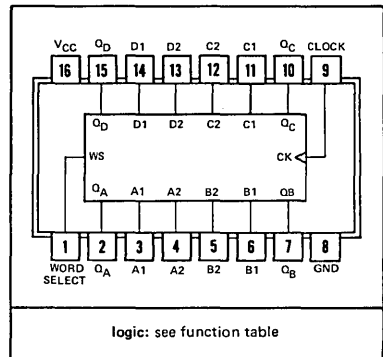 VCC QD D1 D2 C2 C1 QC CLOCK
16 15 14 13 12 11 10 9
QD D1 D2 C2 C1 QC
WS CK
QA A1 A2 B2 B1 QB
1 2 3 4 5 6 7 8
WORD SELECT QA A1 A2 B2 B1 QB GND
logic: see function table